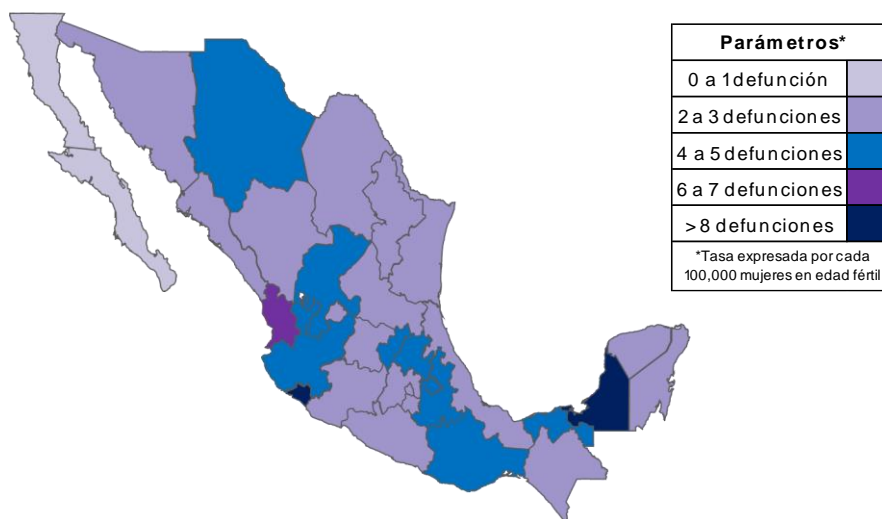 Parámetros*
0 a 1 defunción
2 a 3 defunciones
4 a 5 defunciones
6 a 7 defunciones
>8 defunciones
*Tasa expresada por cada
100,000 mujeres en edad fértil